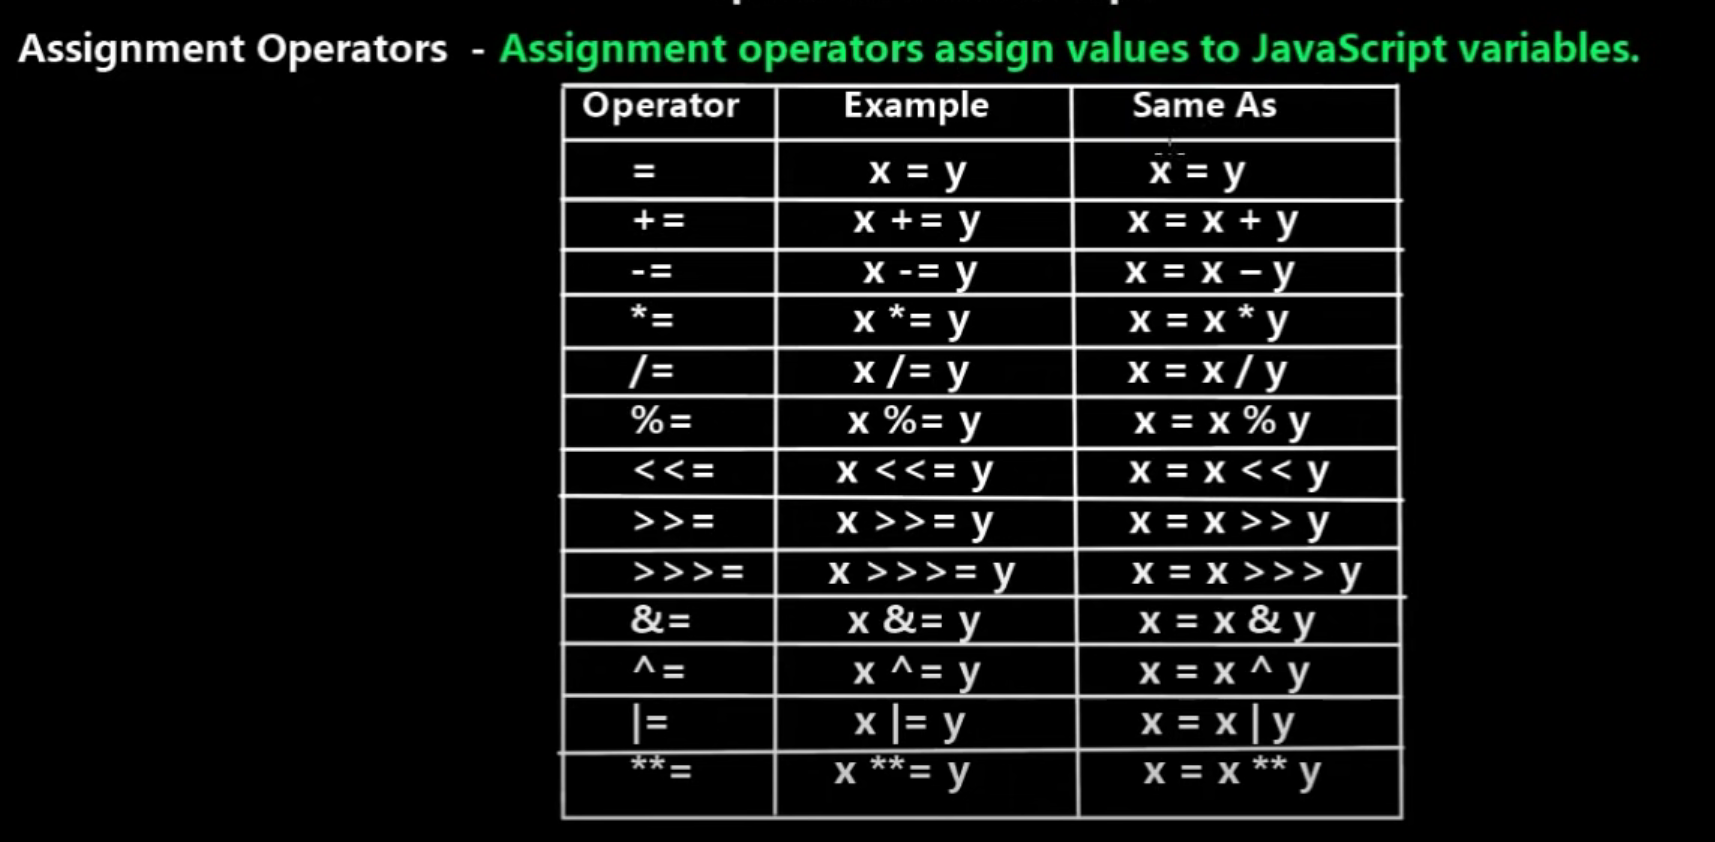 Assignment Operators - Assignment operators assign values to JavaScript variables.
Operator Example Same As
= x = y x = y
+= x += y x = x + y
-= x -= y x = x – y
*= x *= y x = x * y
/= x /= y x = x / y
%= x %= y x = x % y
<<= x <<= y x = x << y
>>= x >>= y x = x >> y
>>>= x >>>= y x = x >>> y
&= x &= y x = x & y
^= x ^= y x = x ^ y
|= x |= y x = x | y
**= x **= y x = x ** y